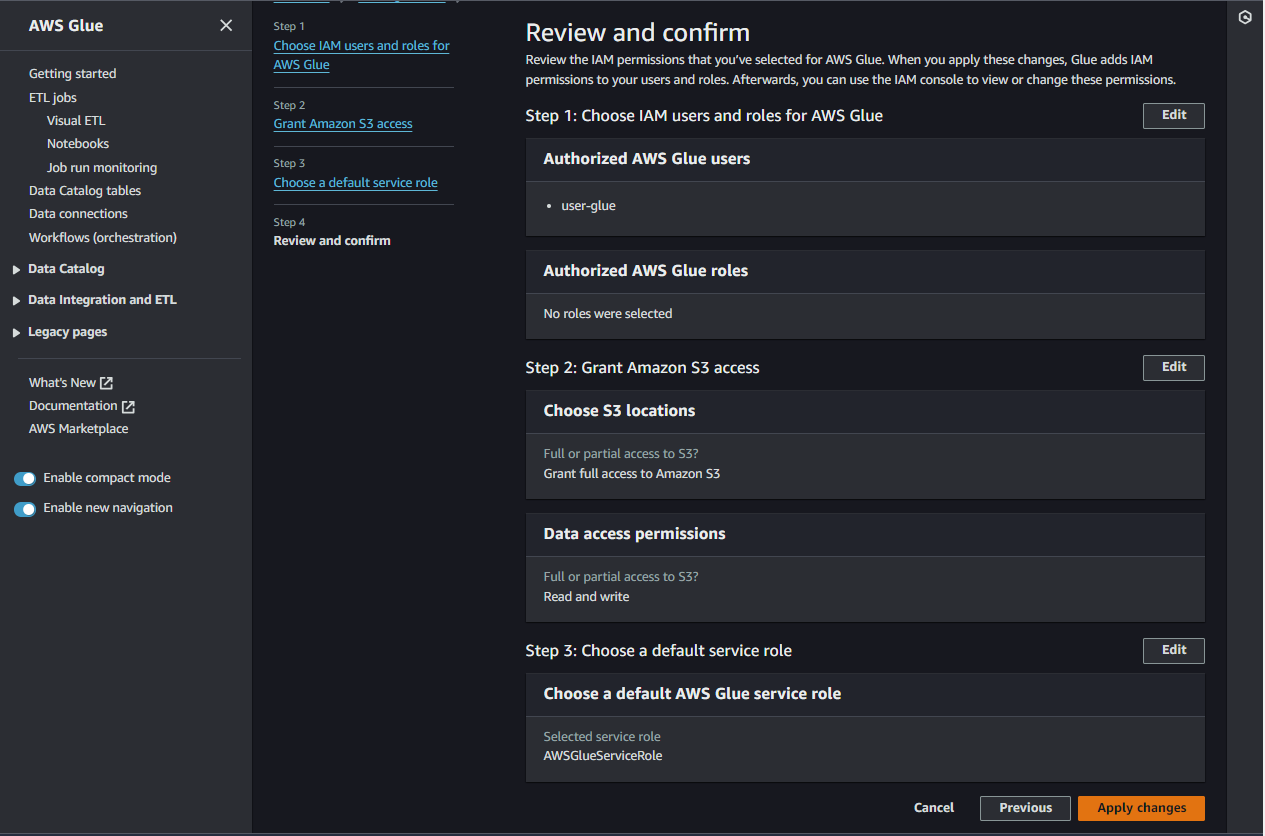 AWS Glue
Getting started
ETL jobs
Visual ETL
Notebooks
Job run monitoring
Data Catalog tables
Data connections
Workflows (orchestration)
Data Catalog
Data Integration and ETL
Legacy pages
What's New
Documentation
AWS Marketplace
Enable compact mode
Enable new navigation
Step 1
Choose IAM users and roles for
AWS Glue
Step 2
Grant Amazon S3 access
Step 3
Choose a default service role
Step 4
Review and confirm
Review and confirm
Review the IAM permissions that you've selected for AWS Glue. When you apply these changes, Glue adds IAM
permissions to your users and roles. Afterwards, you can use the IAM console to view or change these permissions.
Step 1: Choose IAM users and roles for AWS Glue
Edit
Authorized AWS Glue users
• user-glue
Authorized AWS Glue roles
No roles were selected
Step 2: Grant Amazon S3 access
Edit
Choose S3 locations
Full or partial access to S3?
Grant full access to Amazon S3
Data access permissions
Full or partial access to S3?
Read and write
Step 3: Choose a default service role
Edit
Choose a default AWS Glue service role
Selected service role
AWSGlueServiceRole
Cancel
Previous
Apply changes